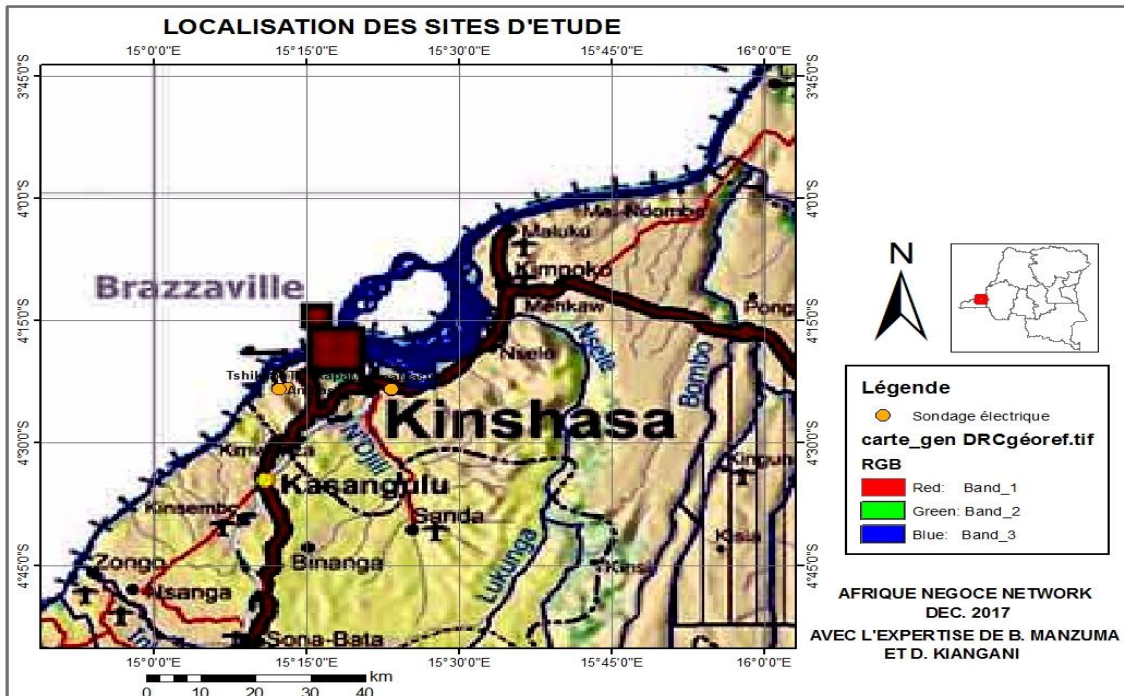 LOCALISATION DES SITES D'ETUDE
15°0'0"E 15°15'0"E 15°30'0"E 15°45'0"E 16°0'0"E
3°45'0"S 3°45'0"S
4°0'0"S 4°0'0"S
Maluku
Kimpoko
Menkaw
Brazzaville
4°15'0"S 4°15'0"S
Nsele
Nselo
Bombo
Kinshasa
4°30'0"S 4°30'0"S
N'Djili
Kasangulu
Kinsembo
Sanda
Binanga
Kisia
Lukunga
4°45'0"S 4°45'0"S
Zongo
Nsanga
Sona-Bata
15°0'0"E 15°15'0"E 15°30'0"E 15°45'0"E 16°0'0"E
km
0 5 10 20 30 40
N
Légende
Sondage électrique
carte_gen DRCgéoref.tif
RGB
Red: Band_1
Green: Band_2
Blue: Band_3
AFRIQUE NEGOCE NETWORK
DEC. 2017
AVEC L'EXPERTISE DE B. MANZUMA
ET D. KIANGANI